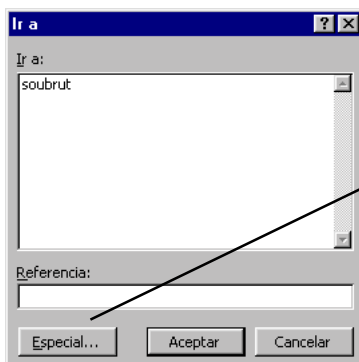 Ir a
Ir a:
soubrut
Referencia:
Especial...
Aceptar
Cancelar